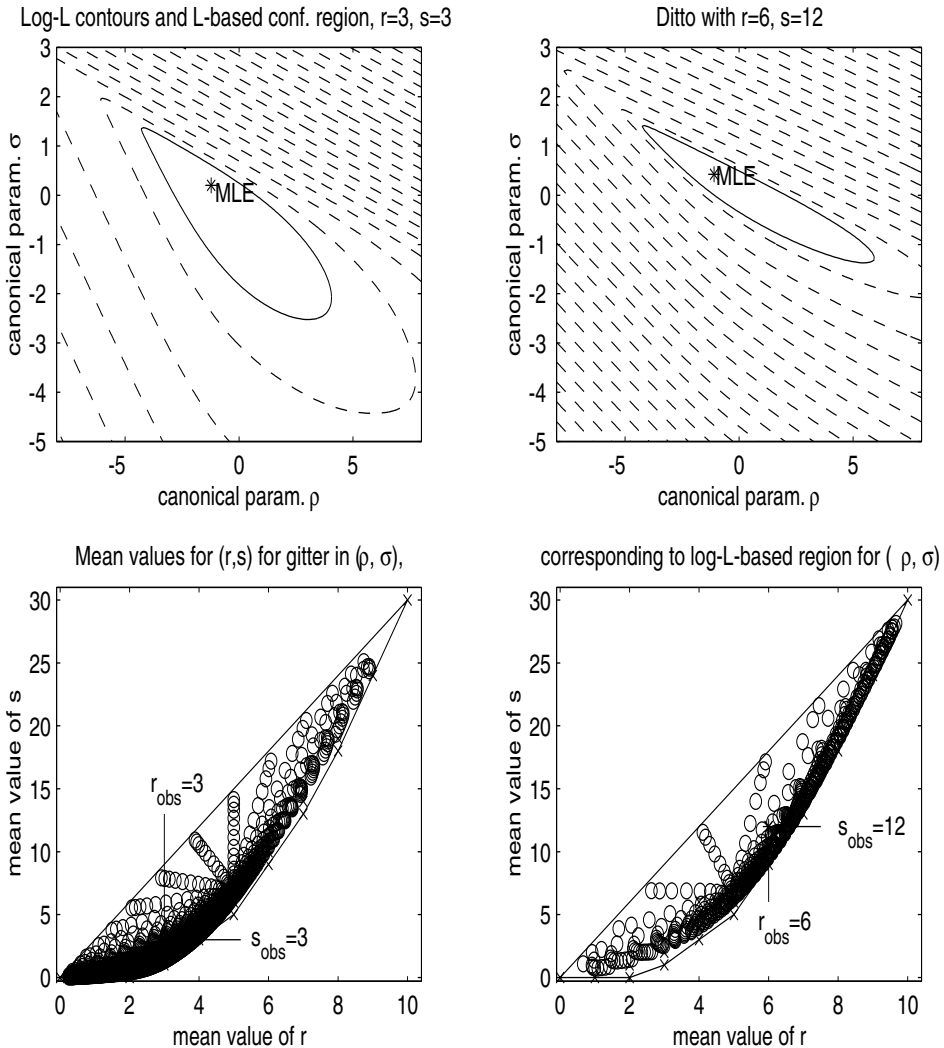 Log-L contours and L-based conf. region, r=3, s=3
3
2
1
0
-1
-2
-3
-4
-5
canonical param. σ
*MLE
-5 0 5
canonical param. ρ
Ditto with r=6, s=12
3
2
1
0
-1
-2
-3
-4
-5
canonical param. σ
*MLE
-5 0 5
canonical param. ρ
Mean values for (r,s) for gitter in (ρ, σ),
30
25
20
15
10
5
0
mean value of s
r_obs=3
s_obs=3
0 2 4 6 8 10
mean value of r
corresponding to log-L-based region for ( ρ, σ)
30
25
20
15
10
5
0
mean value of s
s_obs=12
r_obs=6
0 2 4 6 8 10
mean value of r